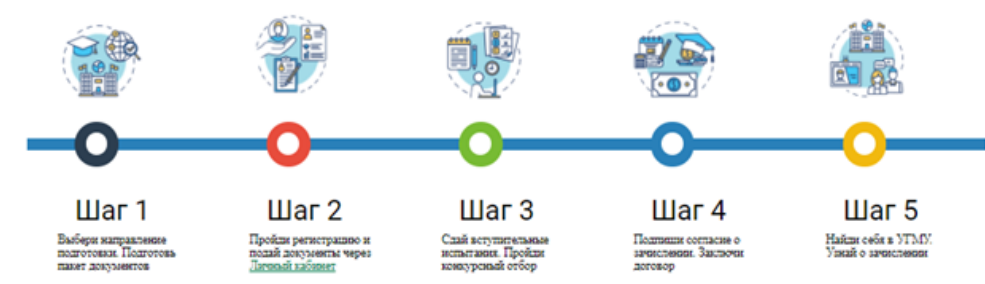 Шаг 1
Выбери направление
подготовки. Подготовь
пакет документов
Шаг 2
Пройди регистрацию и
подай документы через
Личный кабинет
Шаг 3
Сдай вступительные
испытания. Пройди
конкурсный отбор
Шаг 4
Подпиши согласие о
зачислении. Заключи
договор
Шаг 5
Найди себя в УГМУ.
Узнай о зачислении